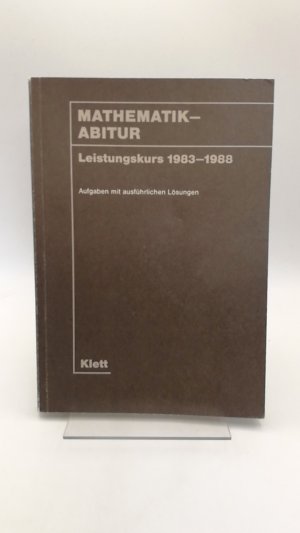 MATHEMATIK–
ABITUR
Leistungskurs 1983–1988
Aufgaben mit ausführlichen Lösungen
Klett